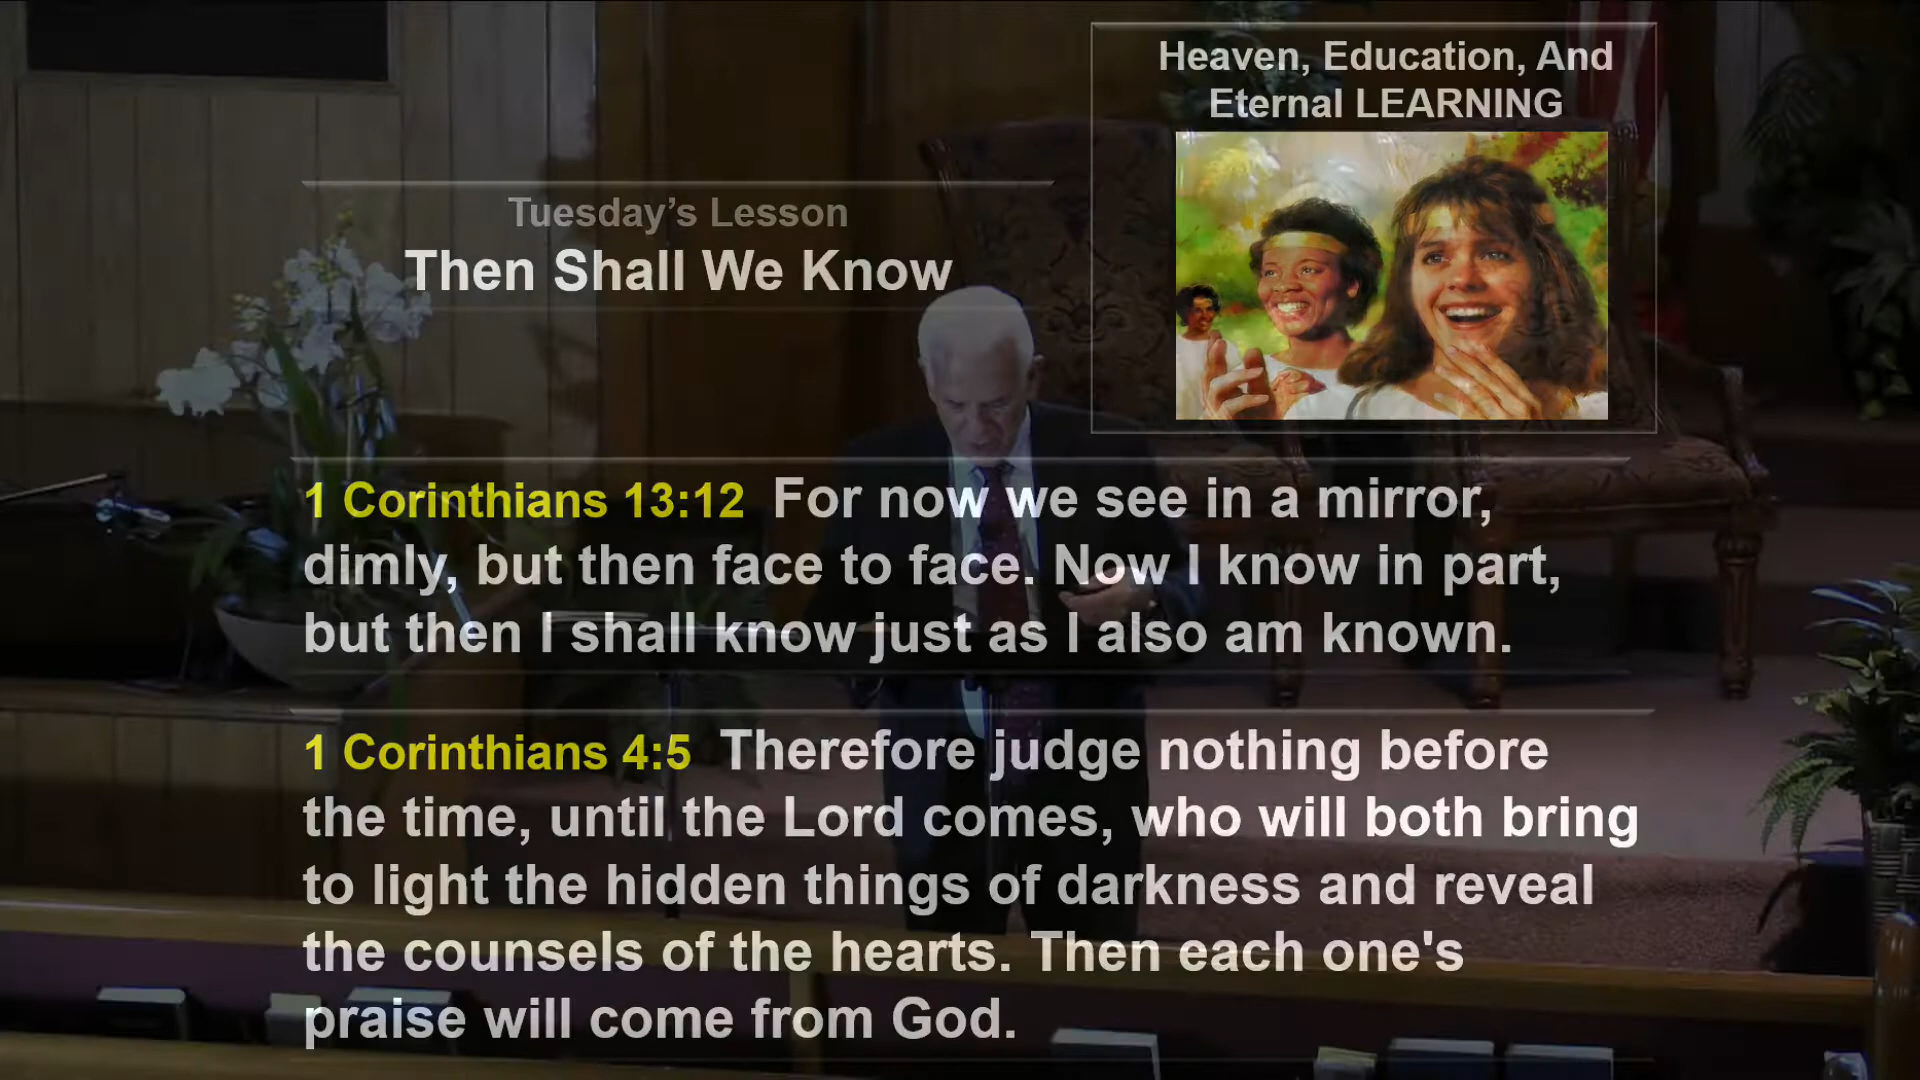 Heaven, Education, And
Eternal LEARNING
Tuesday’s Lesson
Then Shall We Know
1 Corinthians 13:12 For now we see in a mirror,
dimly, but then face to face. Now I know in part,
but then I shall know just as I also am known.
1 Corinthians 4:5 Therefore judge nothing before
the time, until the Lord comes, who will both bring
to light the hidden things of darkness and reveal
the counsels of the hearts. Then each one's
praise will come from God.